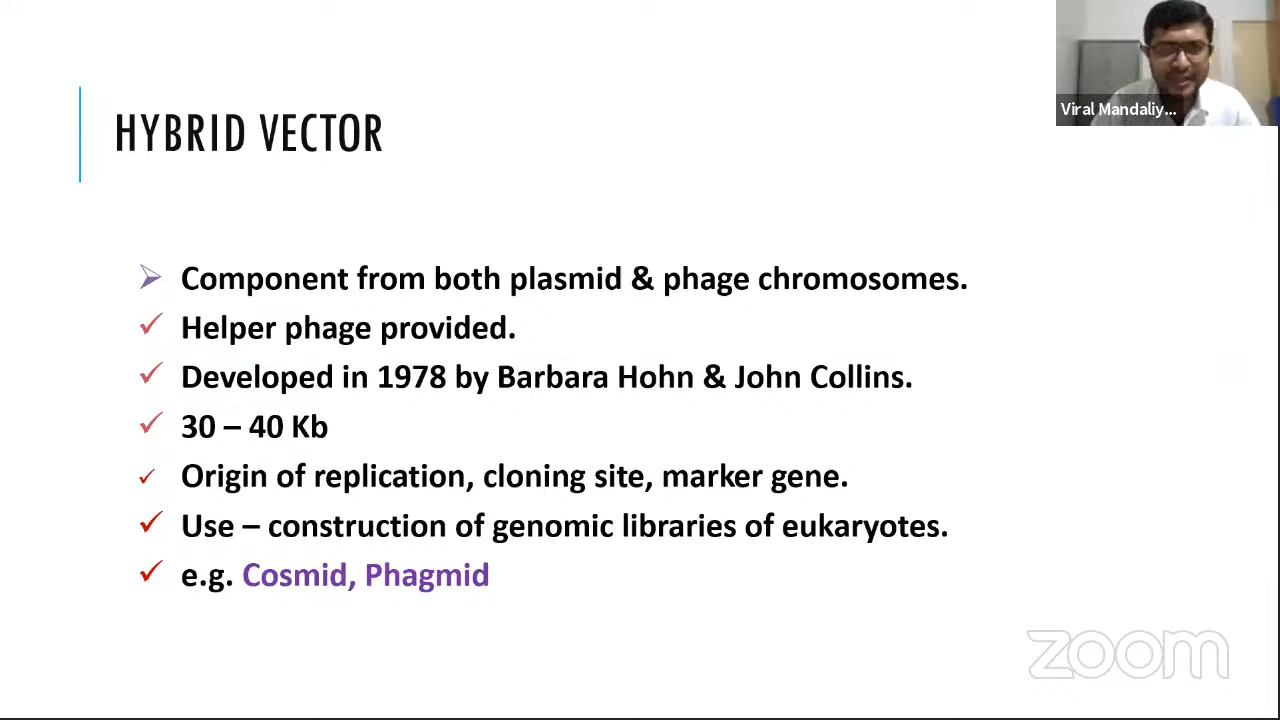 Viral Mandaliy...
HYBRID VECTOR
Component from both plasmid & phage chromosomes.
Helper phage provided.
Developed in 1978 by Barbara Hohn & John Collins.
30 – 40 Kb
Origin of replication, cloning site, marker gene.
Use – construction of genomic libraries of eukaryotes.
e.g. Cosmid, Phagmid
zoom